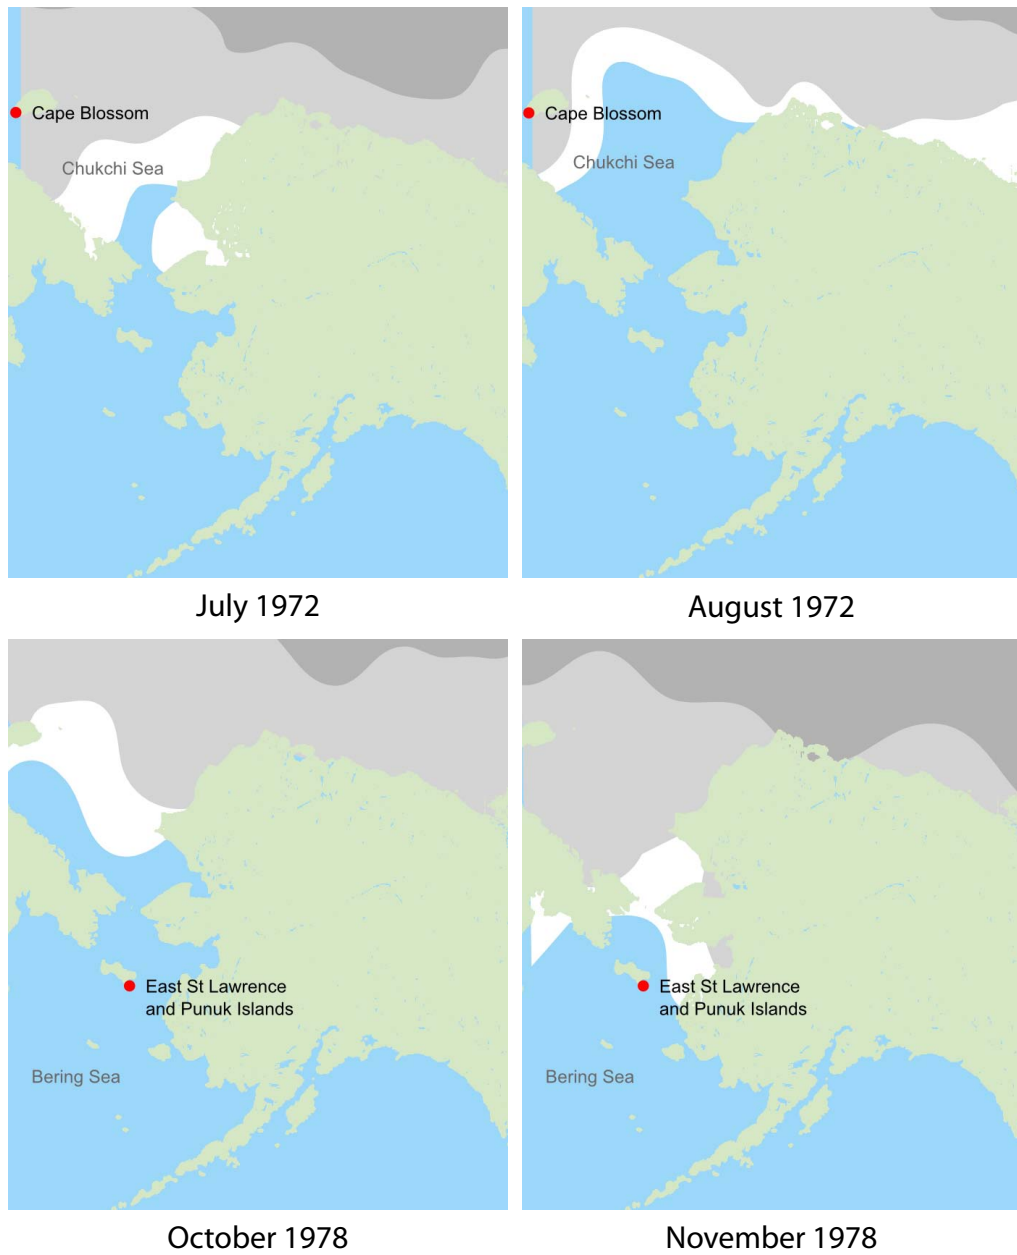 Cape Blossom
Chukchi Sea
Cape Blossom
Chukchi Sea
July 1972
August 1972
East St Lawrence
and Punuk Islands
Bering Sea
East St Lawrence
and Punuk Islands
Bering Sea
October 1978
November 1978